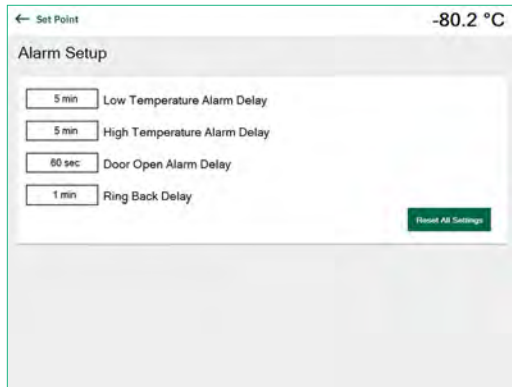 ← Set Point -80.2 °C
Alarm Setup
5 min Low Temperature Alarm Delay
5 min High Temperature Alarm Delay
60 sec Door Open Alarm Delay
1 min Ring Back Delay
Reset All Settings